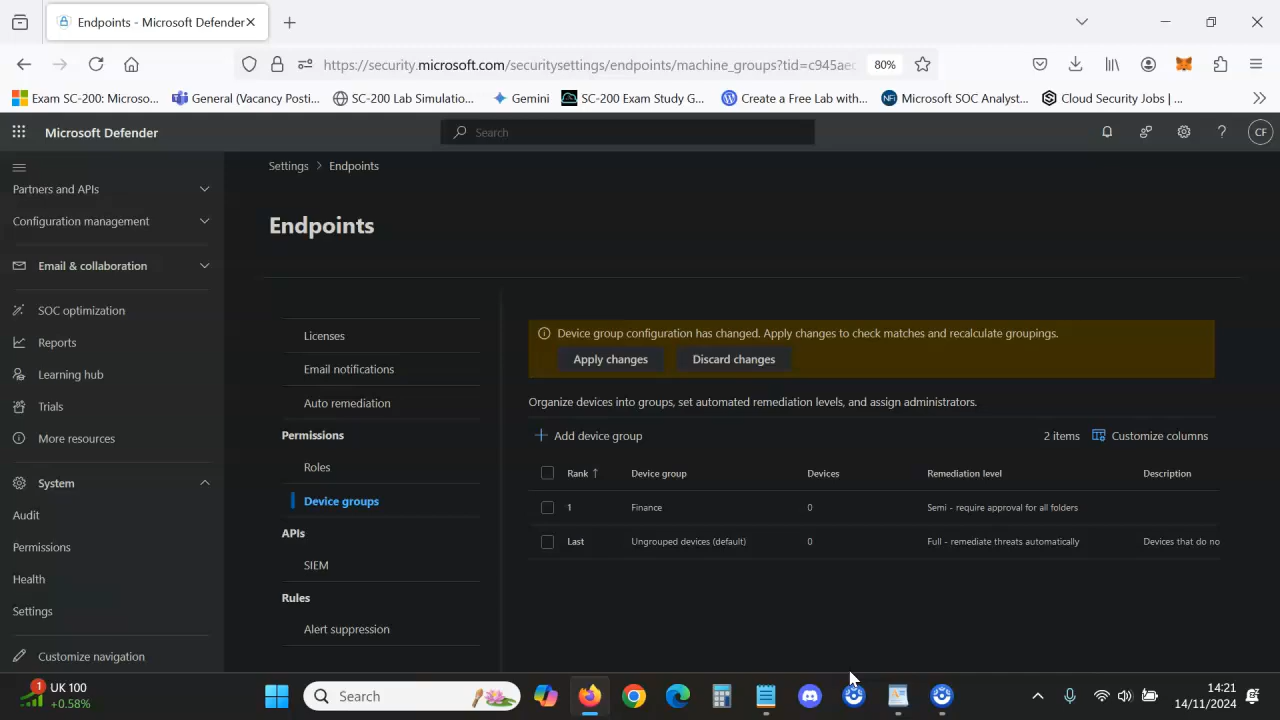 Endpoints - Microsoft Defender
https://security.microsoft.com/securitysettings/endpoints/machine_groups?tid=c945aec
80%
Exam SC-200: Microso...
General (Vacancy Posti...
SC-200 Lab Simulatio...
Gemini
SC-200 Exam Study G...
Create a Free Lab with...
Microsoft SOC Analyst...
Cloud Security Jobs | ...
Microsoft Defender
Search
CF
Partners and APIs
Configuration management
Email & collaboration
SOC optimization
Reports
Learning hub
Trials
More resources
System
Audit
Permissions
Health
Settings
Customize navigation
Settings > Endpoints
Endpoints
Licenses
Email notifications
Auto remediation
Permissions
Roles
Device groups
APIs
SIEM
Rules
Alert suppression
Device group configuration has changed. Apply changes to check matches and recalculate groupings.
Apply changes Discard changes
Organize devices into groups, set automated remediation levels, and assign administrators.
Add device group 2 items Customize columns
Rank ↑ Device group Devices Remediation level Description
1 Finance 0 Semi - require approval for all folders
Last Ungrouped devices (default) 0 Full - remediate threats automatically Devices that do no
1
UK 100
+0.58%
Search
14:21
14/11/2024